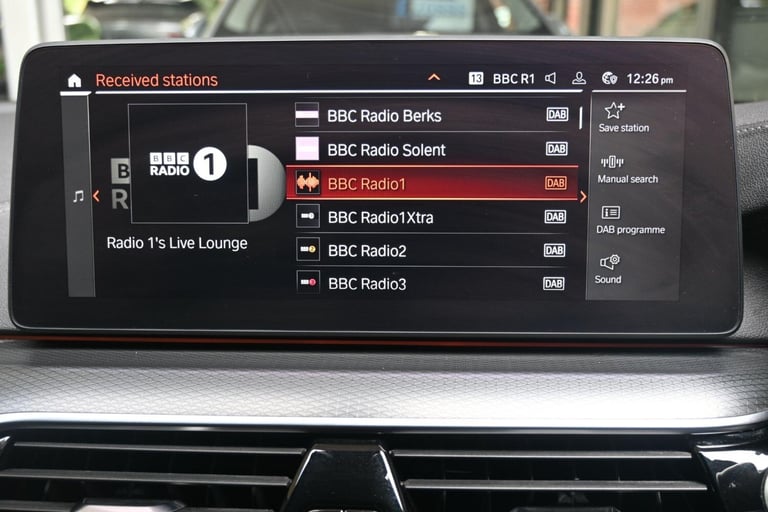 Received stations
13 BBC R1 12:26 pm
BBC Radio Berks DAB
BBC Radio Solent DAB
BBC Radio1 DAB
BBC Radio1Xtra DAB
BBC Radio2 DAB
BBC Radio3 DAB
BBC
RADIO 1
Radio 1's Live Lounge
Save station
Manual search
DAB programme
Sound